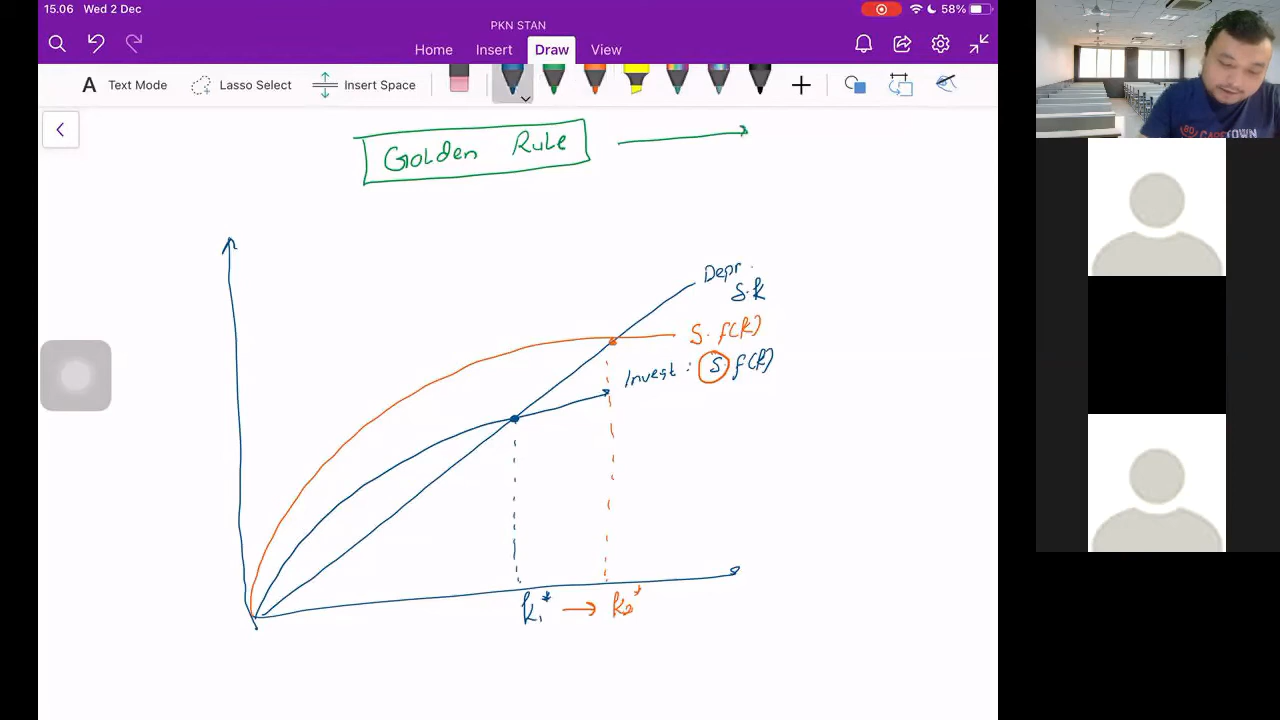 15.06 Wed 2 Dec
58%
PKN STAN
Home Insert Draw View
A Text Mode Lasso Select Insert Space
Golden Rule
Depr.
δ·k
S·f(k)
Invest : S·f(k)
k₁* → k₂*
CAPETOWN